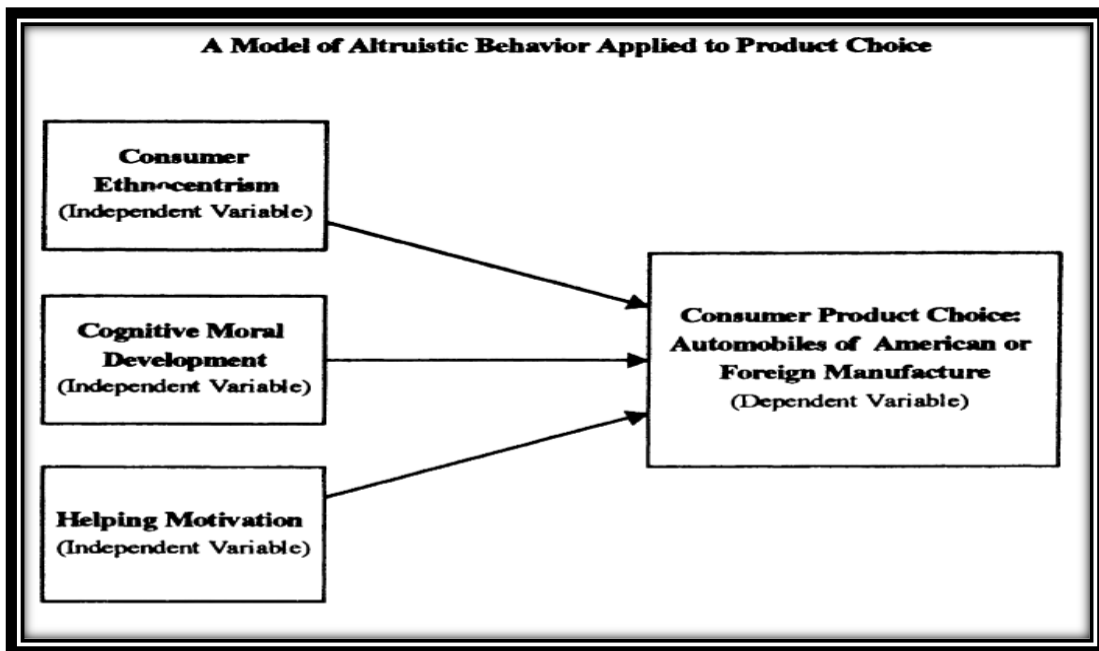 A Model of Altruistic Behavior Applied to Product Choice
Consumer
Ethnocentrism
(Independent Variable)
Cognitive Moral
Development
(Independent Variable)
Helping Motivation
(Independent Variable)
Consumer Product Choice:
Automobiles of American or
Foreign Manufacture
(Dependent Variable)